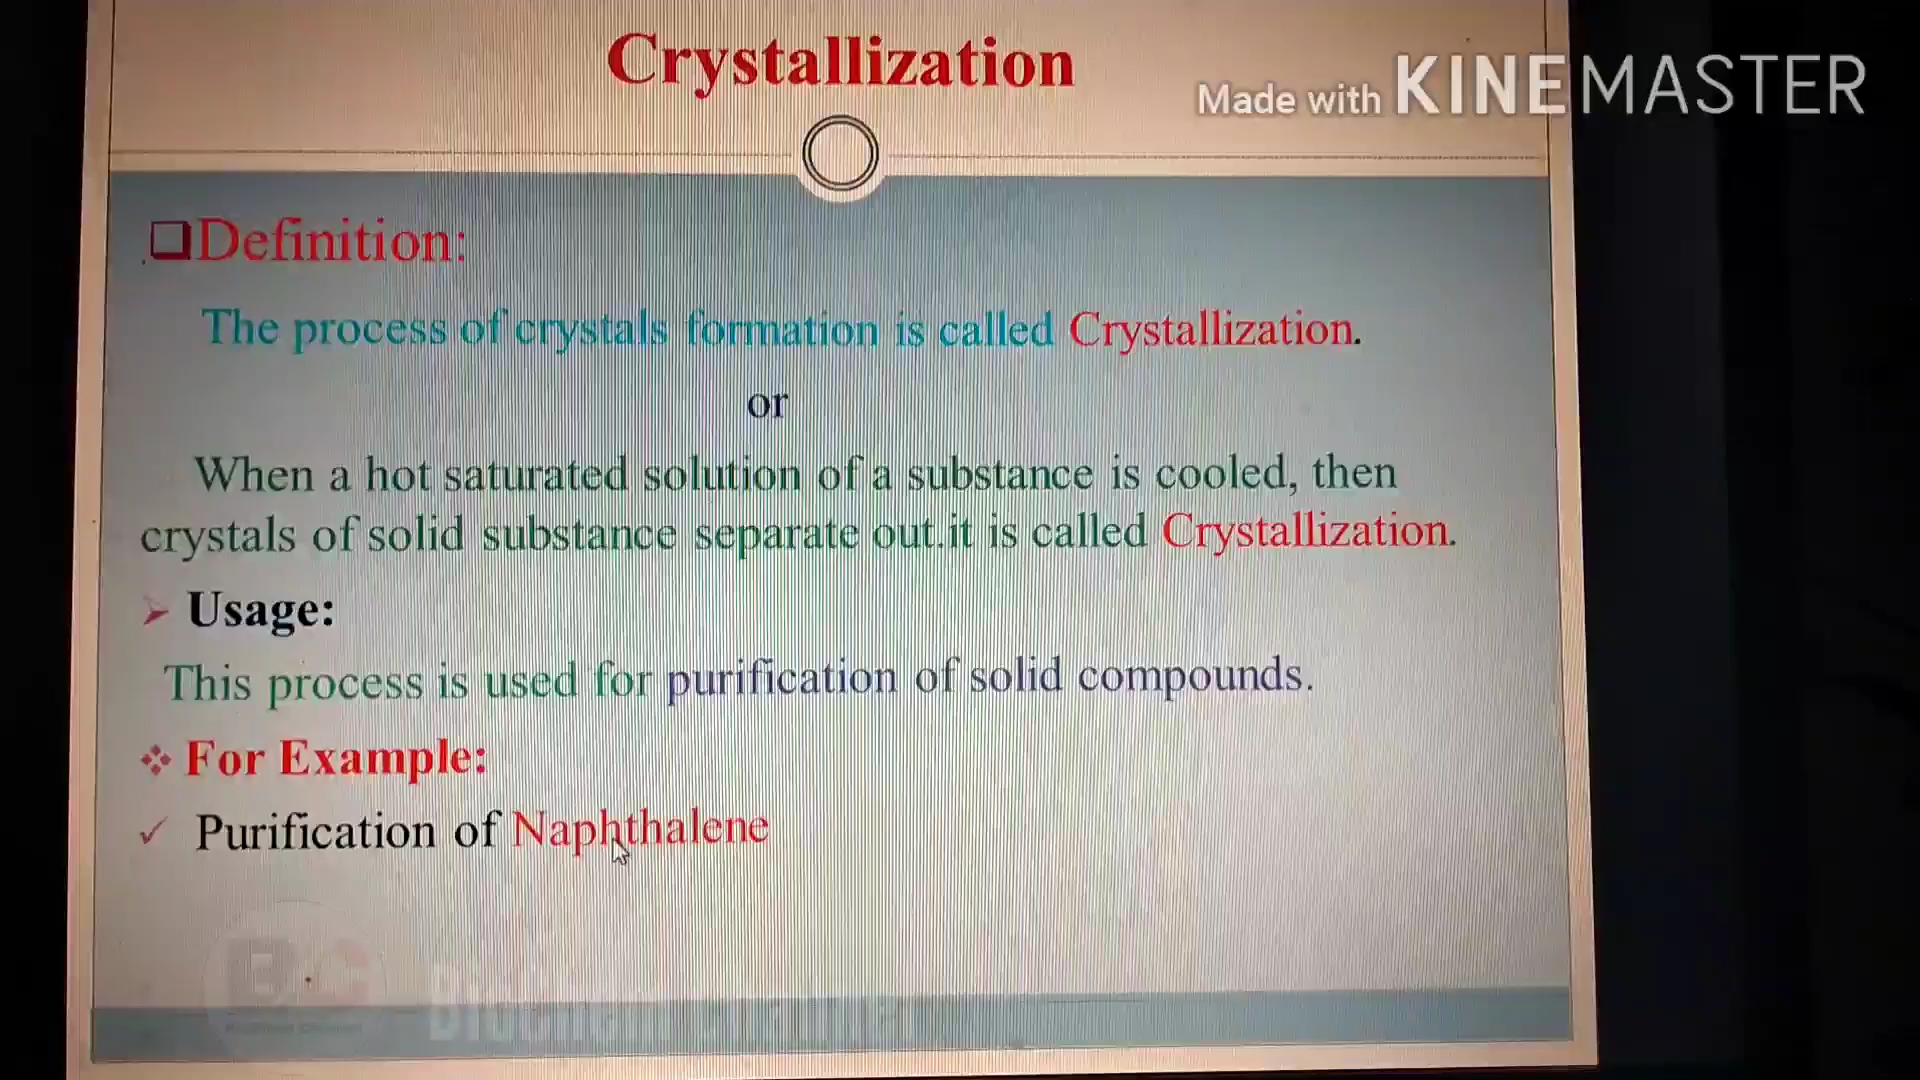 Crystallization
Made with KINEMASTER
Definition:
The process of crystals formation is called Crystallization.
or
When a hot saturated solution of a substance is cooled, then
crystals of solid substance separate out.it is called Crystallization.
Usage:
This process is used for purification of solid compounds.
For Example:
Purification of Naphthalene